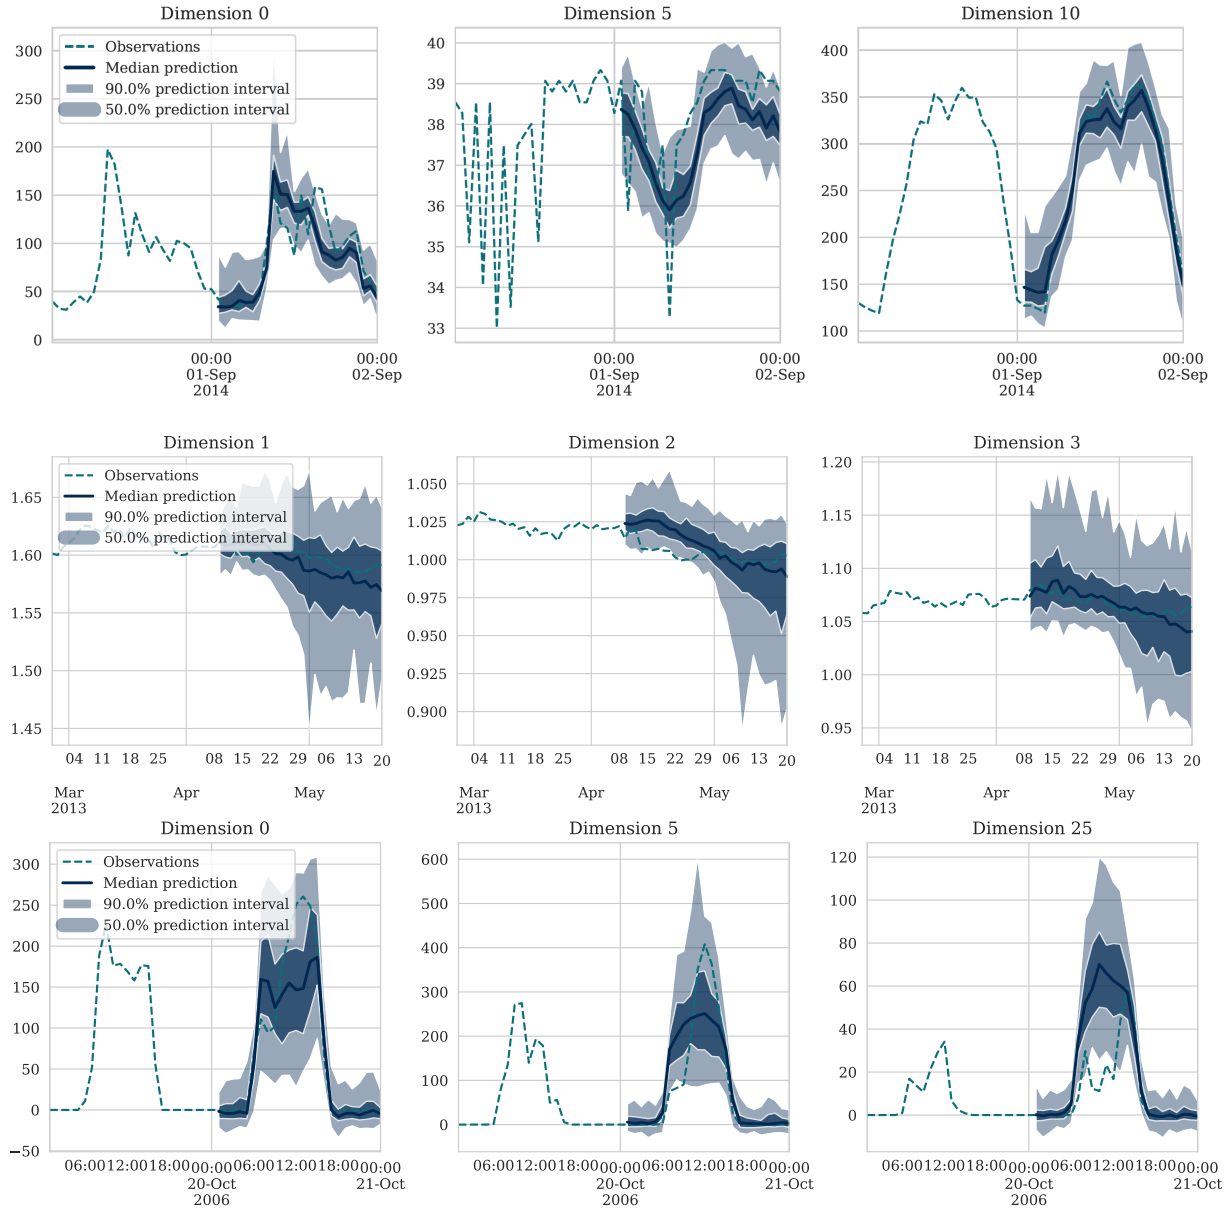 Dimension 0
Dimension 5
Dimension 10
Observations
Median prediction
90.0% prediction interval
50.0% prediction interval
300
250
200
150
100
50
0
00:00
01-Sep
2014
00:00
02-Sep
40
39
38
37
36
35
34
33
00:00
01-Sep
2014
00:00
02-Sep
400
350
300
250
200
150
100
00:00
01-Sep
2014
00:00
02-Sep
Dimension 1
Dimension 2
Dimension 3
Observations
Median prediction
90.0% prediction interval
50.0% prediction interval
1.65
1.60
1.55
1.50
1.45
04 11 18 25 08 15 22 29 06 13 20
Mar
2013
Apr
May
1.050
1.025
1.000
0.975
0.950
0.925
0.900
04 11 18 25 08 15 22 29 06 13 20
Mar
2013
Apr
May
1.20
1.15
1.10
1.05
1.00
0.95
04 11 18 25 08 15 22 29 06 13 20
Mar
2013
Apr
May
Dimension 0
Dimension 5
Dimension 25
Observations
Median prediction
90.0% prediction interval
50.0% prediction interval
300
250
200
150
100
50
0
−50
06:00 12:00 18:00 00:00 06:00 12:00 18:00 00:00
20-Oct
2006
21-Oct
600
500
400
300
200
100
0
06:00 12:00 18:00 00:00 06:00 12:00 18:00 00:00
20-Oct
2006
21-Oct
120
100
80
60
40
20
0
06:00 12:00 18:00 00:00 06:00 12:00 18:00 00:00
20-Oct
2006
21-Oct